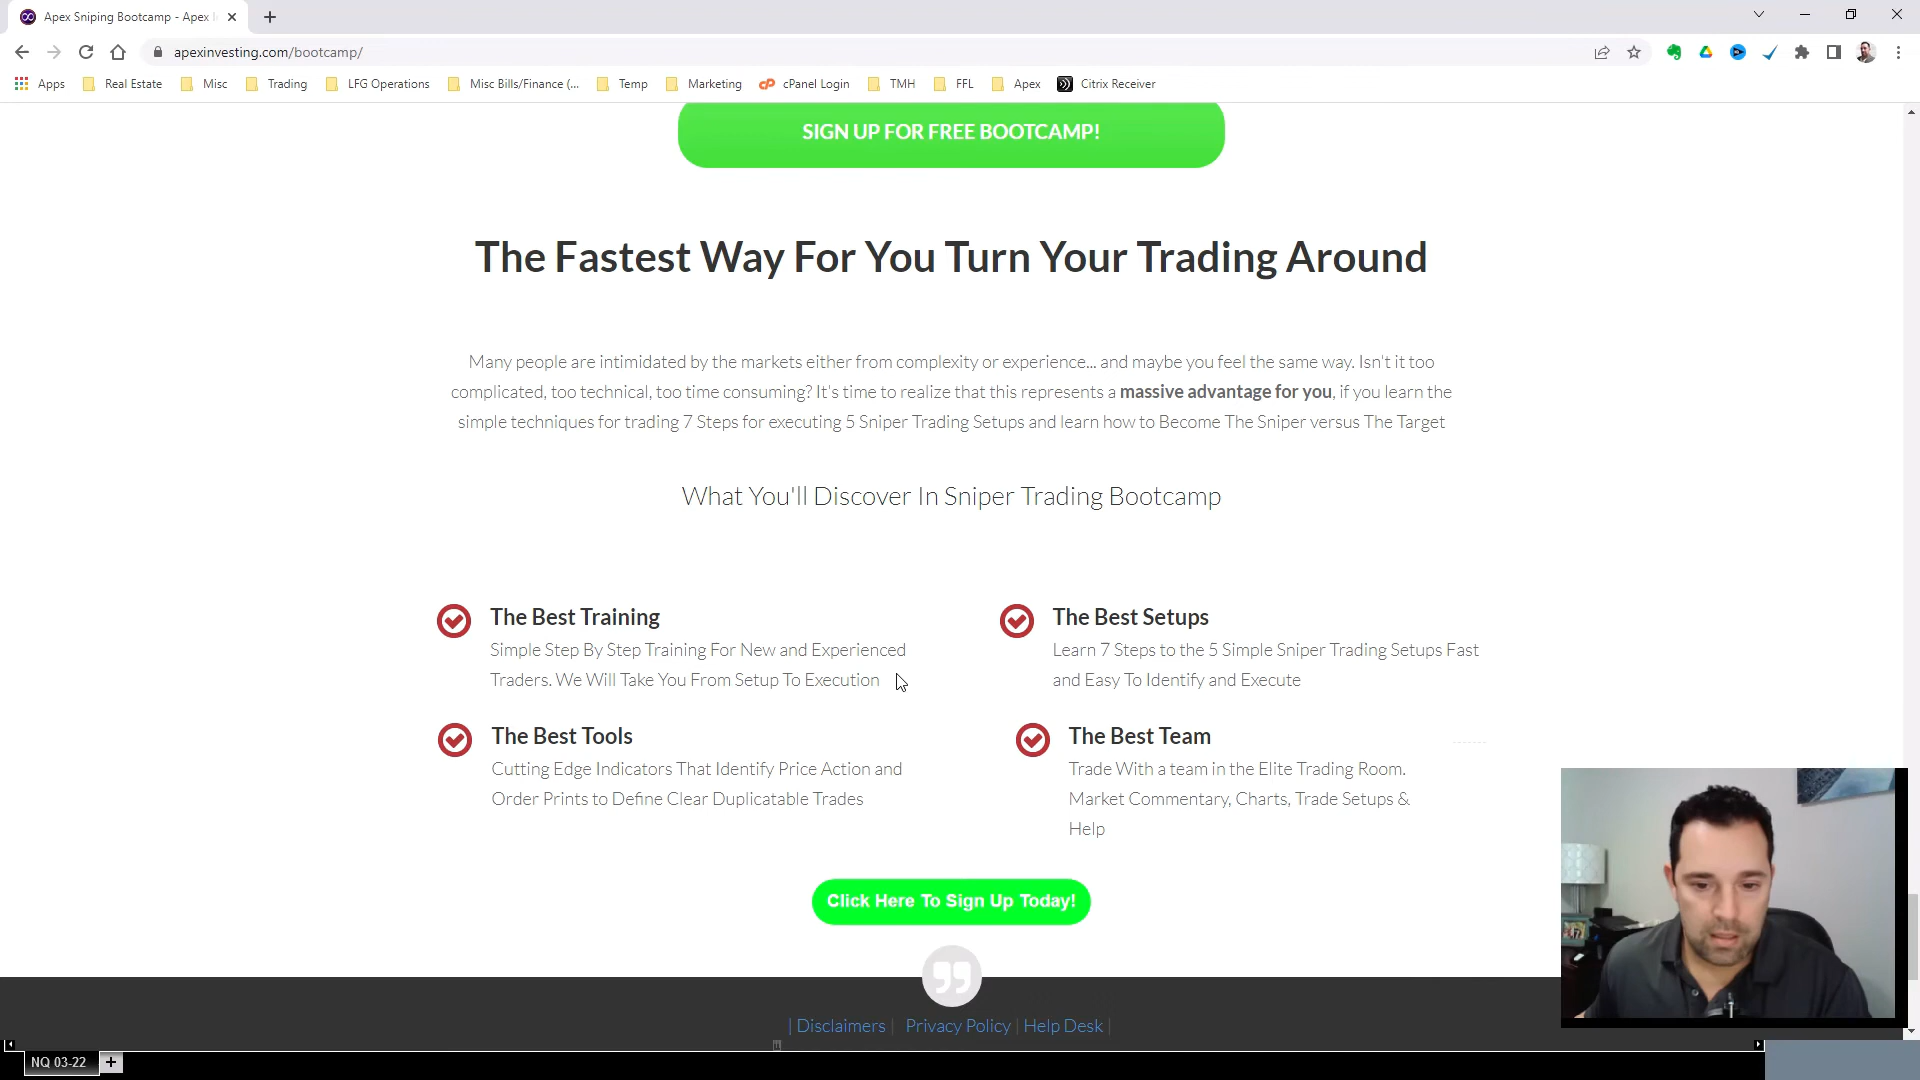 Apex Sniping Bootcamp - Apex I
apexinvesting.com/bootcamp/
Apps Real Estate Misc Trading LFG Operations Misc Bills/Finance (... Temp Marketing cPanel Login TMH FFL Apex Citrix Receiver
SIGN UP FOR FREE BOOTCAMP!
The Fastest Way For You Turn Your Trading Around
Many people are intimidated by the markets either from complexity or experience... and maybe you feel the same way. Isn't it too
complicated, too technical, too time consuming? It's time to realize that this represents a massive advantage for you, if you learn the
simple techniques for trading 7 Steps for executing 5 Sniper Trading Setups and learn how to Become The Sniper versus The Target
What You'll Discover In Sniper Trading Bootcamp
The Best Training
Simple Step By Step Training For New and Experienced
Traders. We Will Take You From Setup To Execution
The Best Setups
Learn 7 Steps to the 5 Simple Sniper Trading Setups Fast
and Easy To Identify and Execute
The Best Tools
Cutting Edge Indicators That Identify Price Action and
Order Prints to Define Clear Duplicatable Trades
The Best Team
Trade With a team in the Elite Trading Room.
Market Commentary, Charts, Trade Setups &
Help
Click Here To Sign Up Today!
| Disclaimers | Privacy Policy | Help Desk |
NQ 03-22